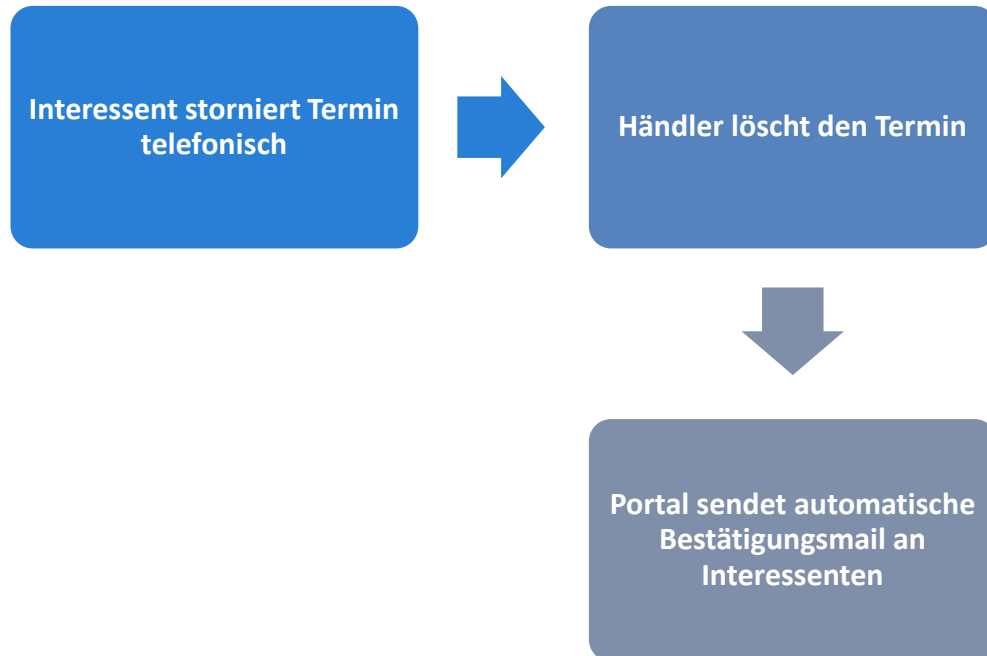 Interessent storniert Termin
telefonisch
Händler löscht den Termin
Portal sendet automatische
Bestätigungsmail an
Interessenten